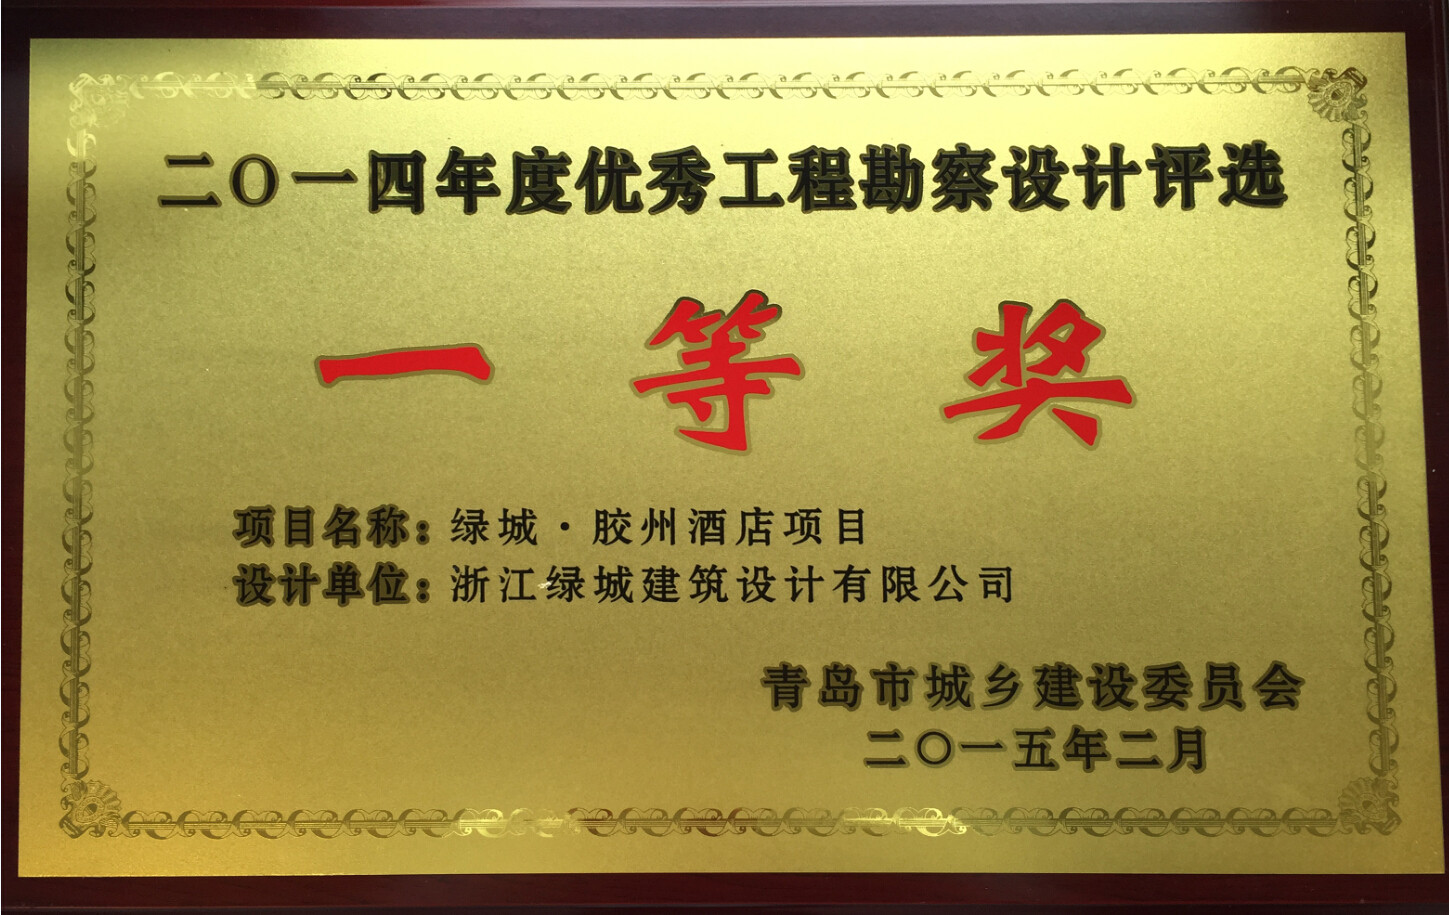 二〇一四年度优秀工程勘察设计评选
一等奖
项目名称：绿城·胶州酒店项目
设计单位：浙江绿城建筑设计有限公司
青岛市城乡建设委员会
二〇一五年二月